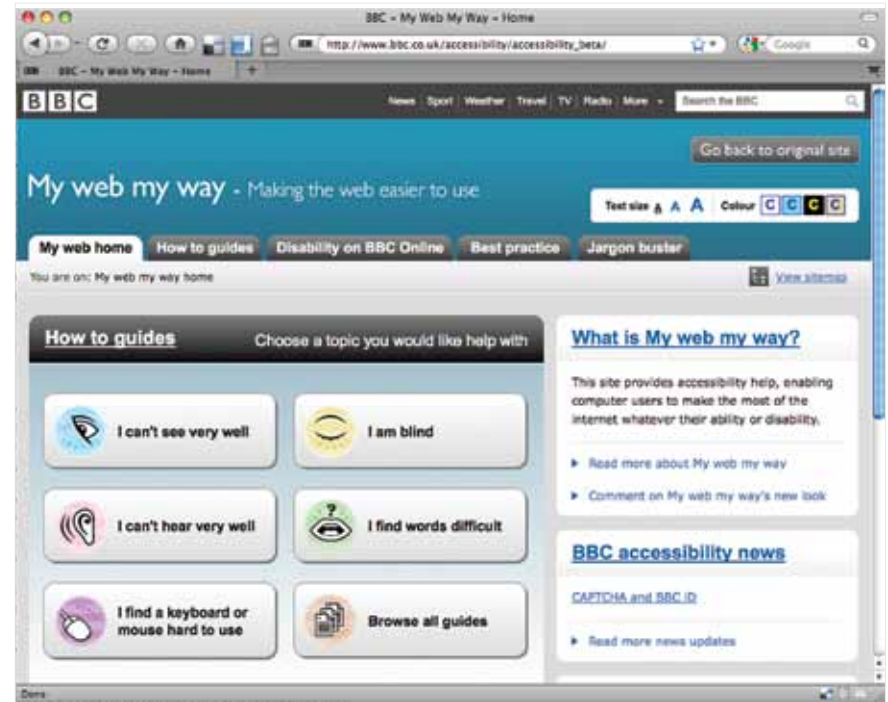 BBC – My Web My Way – Home
http://www.bbc.co.uk/accessibility/accessibility_beta/
Google
BBC – My Web My Way – Home
+
BBC
News Sport Weather Travel TV Radio More
Search the BBC
Go back to original site
My web my way - Making the web easier to use
Text size A A A Colour C C C C
My web home How to guides Disability on BBC Online Best practice Jargon buster
You are on: My web my way home
View sitemap
How to guides Choose a topic you would like help with
I can't see very well
I am blind
I can't hear very well
?
I find words difficult
I find a keyboard or
mouse hard to use
Browse all guides
What is My web my way?
This site provides accessibility help, enabling
computer users to make the most of the
internet whatever their ability or disability.
Read more about My web my way
Comment on My web my way's new look
BBC accessibility news
CAPTCHA and BBC iD
Read more news updates
Done